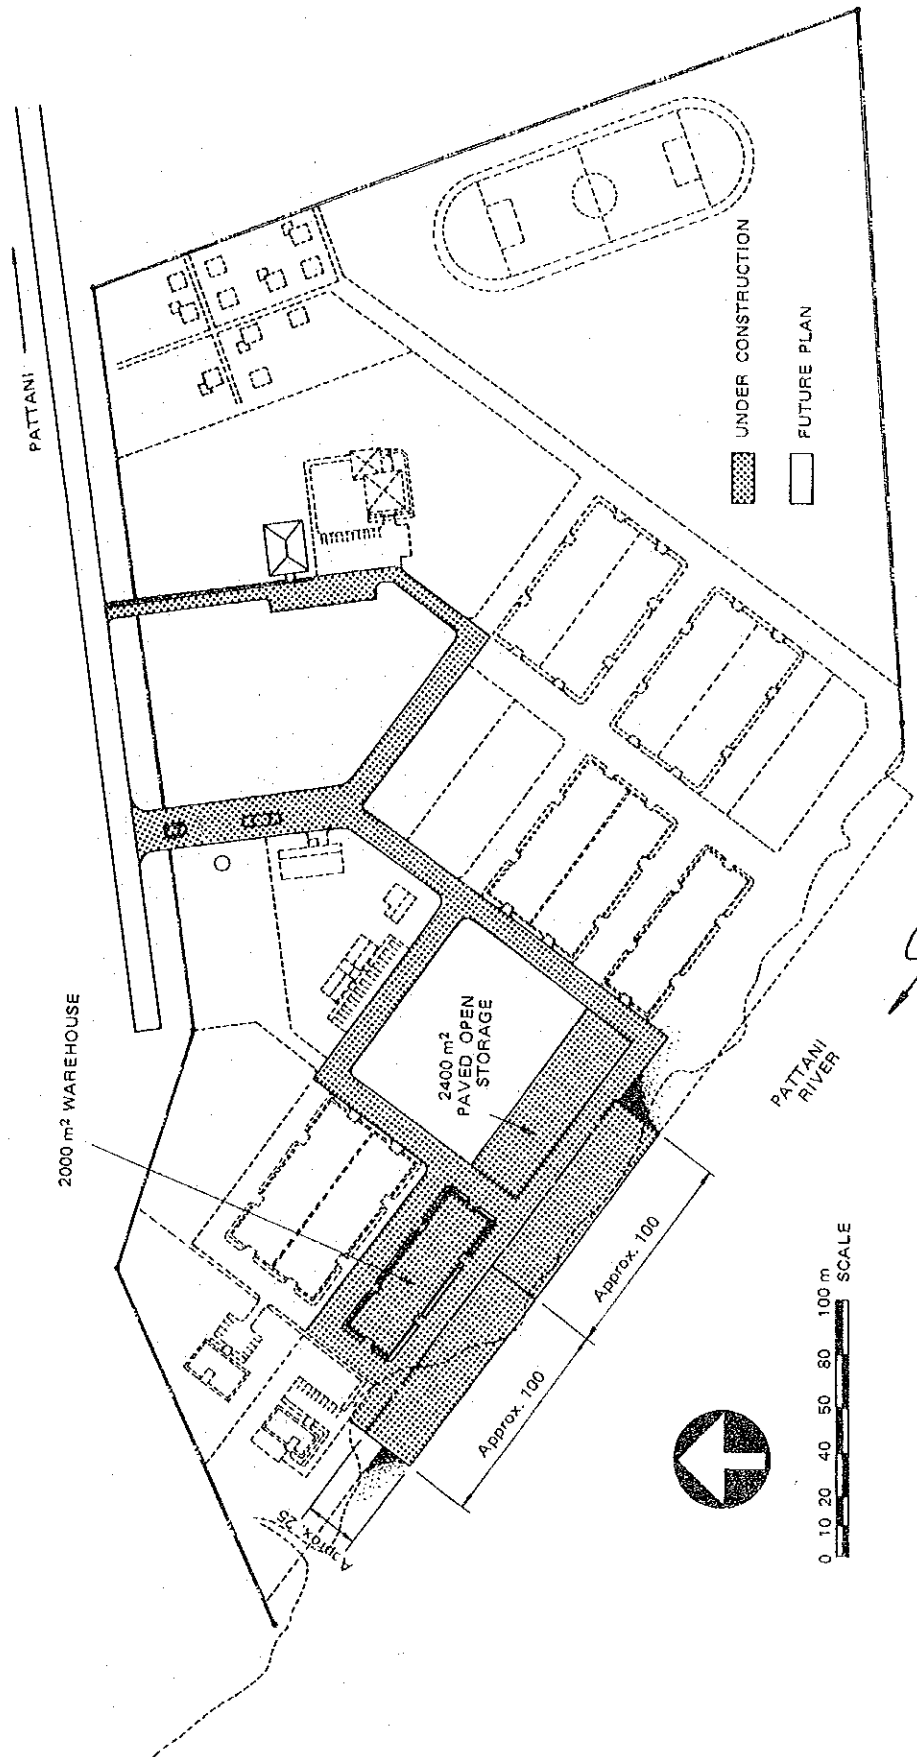 PATTANI
2000 m² WAREHOUSE
2400 m²
PAVED OPEN
STORAGE
UNDER CONSTRUCTION
FUTURE PLAN
PATTANI
RIVER
Approx. 100
Approx. 100
Approx. 25
0 10 20 40 50 80 100 m
SCALE